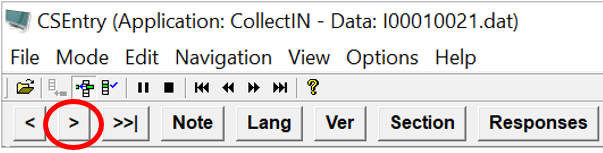 CSEntry (Application: CollectIN - Data: I00010021.dat)
File Mode Edit Navigation View Options Help
< > >>| Note Lang Ver Section Responses